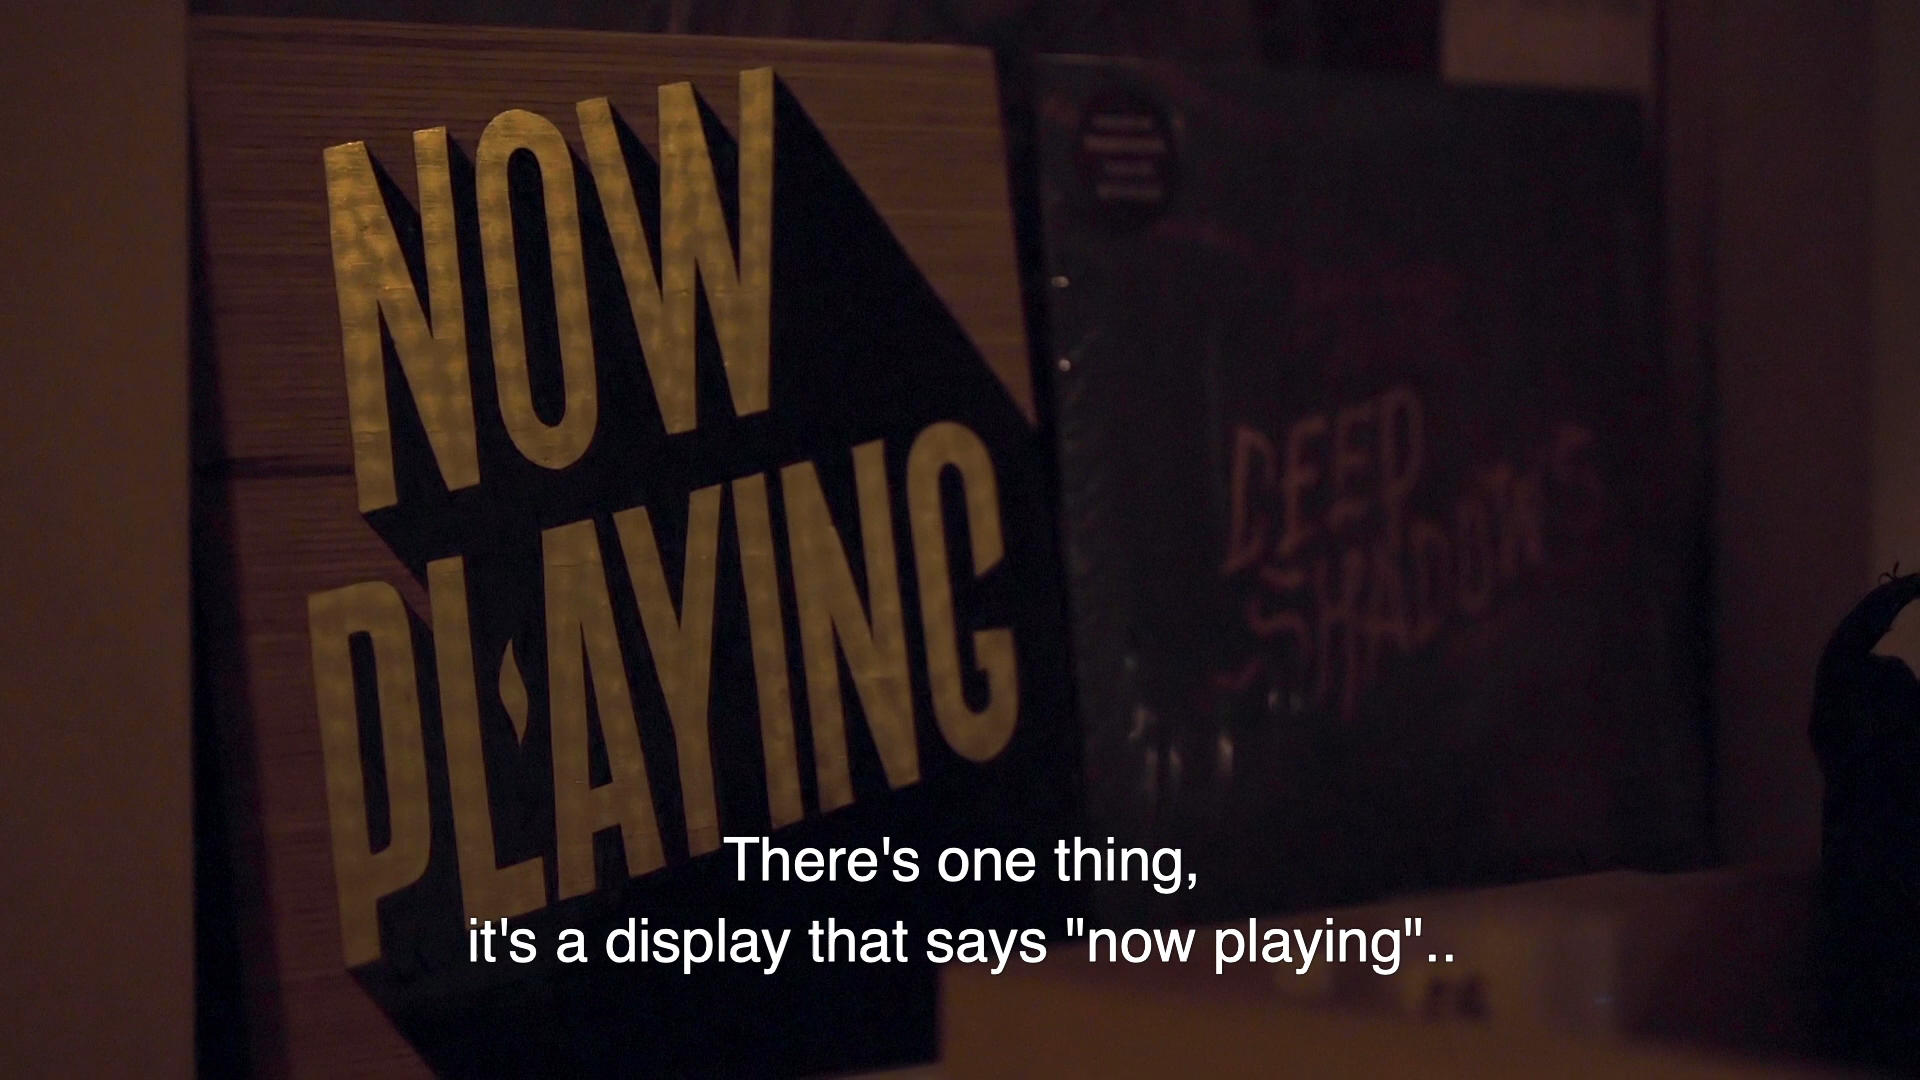 NOW
PLAYING
DEEP
SHADOWS
There's one thing,
it's a display that says "now playing"..